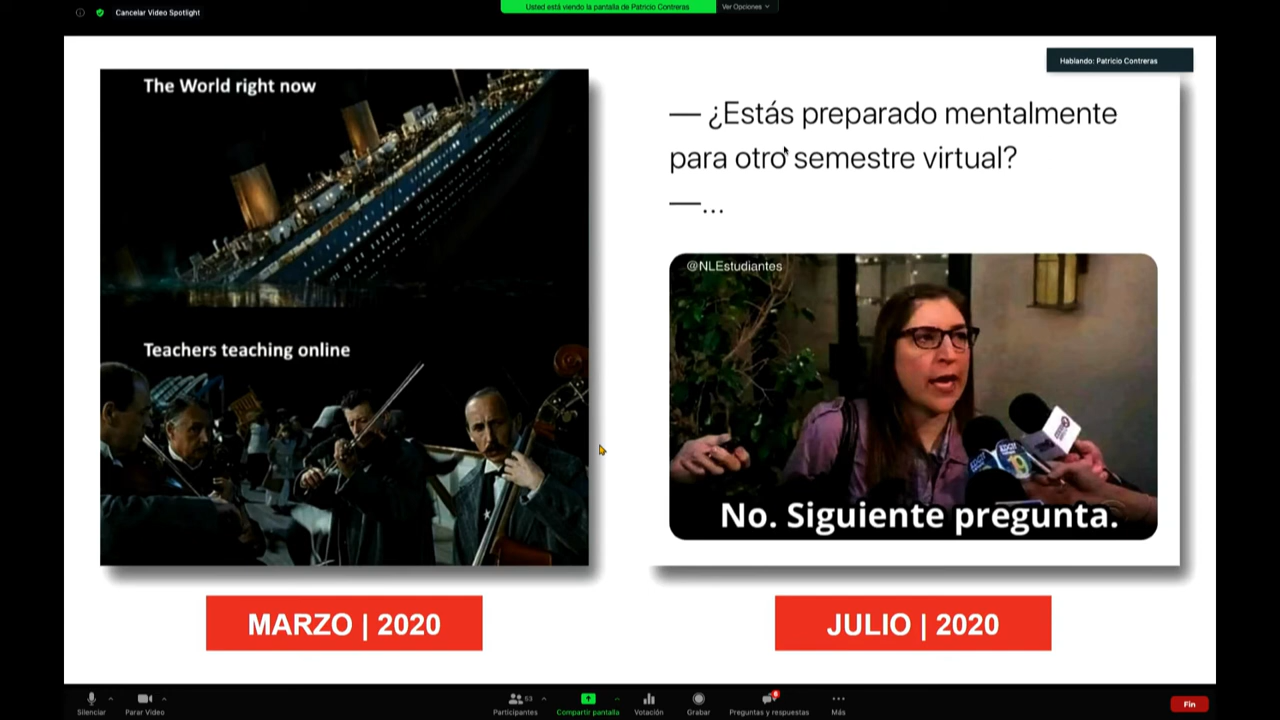 Cancelar Video Spotlight
Usted está viendo la pantalla de Patricio Contreras
Ver Opciones
Hablando: Patricio Contreras
The World right now
Teachers teaching online
— ¿Estás preparado mentalmente
para otro semestre virtual?
—...
@NLEstudiantes
No. Siguiente pregunta.
MARZO | 2020
JULIO | 2020
Silenciar
Parar Video
53
Participantes
Compartir pantalla
Votación
Grabar
6
Preguntas y respuestas
Más
Fin